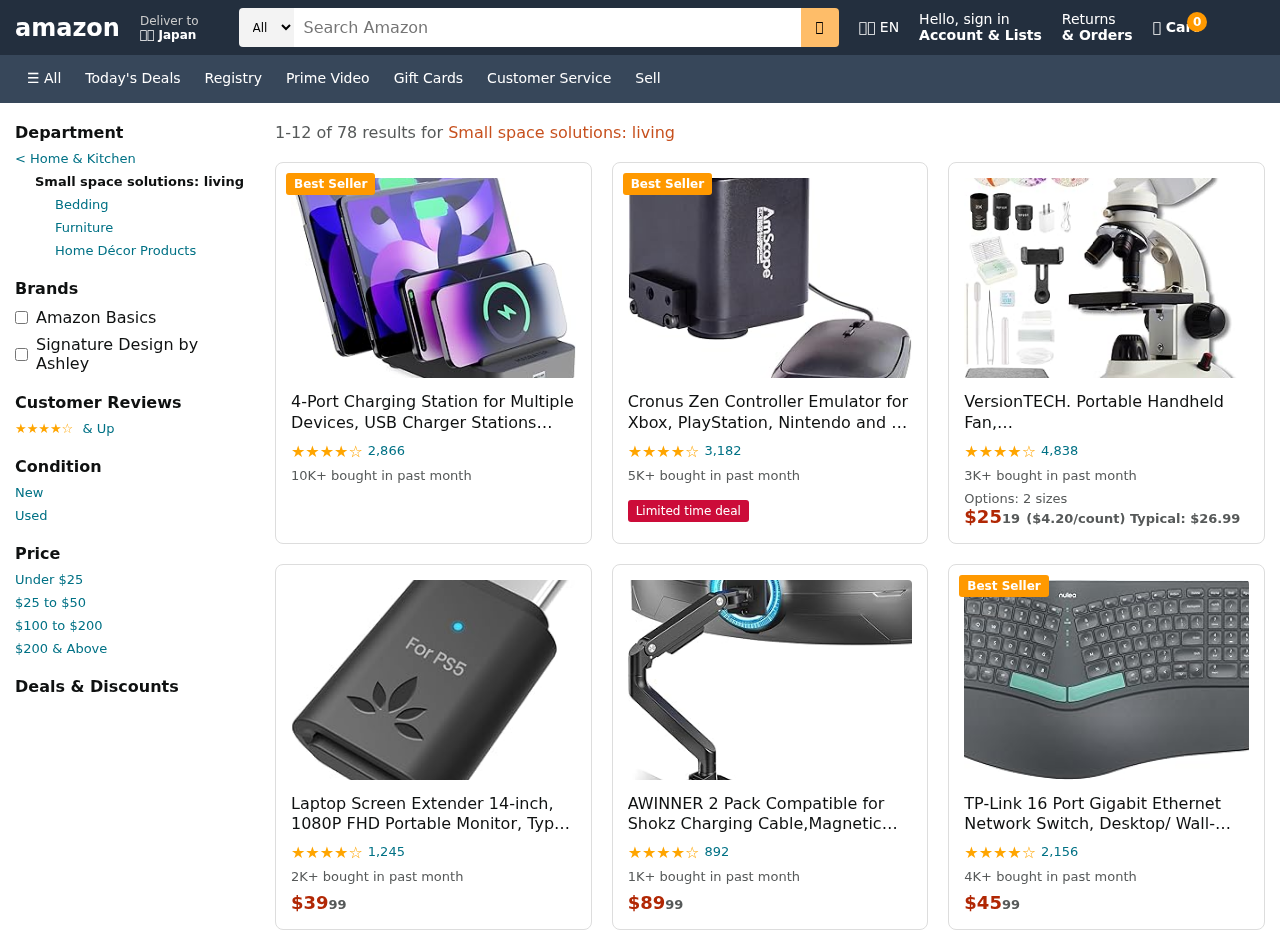 amazon
Deliver to
Japan
All
Search Amazon
EN
Hello, sign in
Account & Lists
Returns
& Orders
0
☰ All
Today's Deals
Registry
Prime Video
Gift Cards
Customer Service
Sell
Department
< Home & Kitchen
Small space solutions: living
Bedding
Furniture
Home Décor Products
Brands
Amazon Basics
Signature Design by
Ashley
Customer Reviews
★★★★☆ & Up
Condition
New
Used
Price
Under $25
$25 to $50
$100 to $200
$200 & Above
Deals & Discounts
1-12 of 78 results for Small space solutions: living
Best Seller
4-Port Charging Station for Multiple
Devices, USB Charger Stations…
★★★★☆ 2,866
10K+ bought in past month
Best Seller
AmScope
Cronus Zen Controller Emulator for
Xbox, PlayStation, Nintendo and …
★★★★☆ 3,182
5K+ bought in past month
Limited time deal
VersionTECH. Portable Handheld
Fan,…
★★★★☆ 4,838
3K+ bought in past month
Options: 2 sizes
$25 19 ($4.20/count) Typical: $26.99
For PS5
Laptop Screen Extender 14-inch,
1080P FHD Portable Monitor, Typ…
★★★★☆ 1,245
2K+ bought in past month
$39 99
AWINNER 2 Pack Compatible for
Shokz Charging Cable,Magnetic…
★★★★☆ 892
1K+ bought in past month
$89 99
Best Seller
nulea
TP-Link 16 Port Gigabit Ethernet
Network Switch, Desktop/ Wall-…
★★★★☆ 2,156
4K+ bought in past month
$45 99